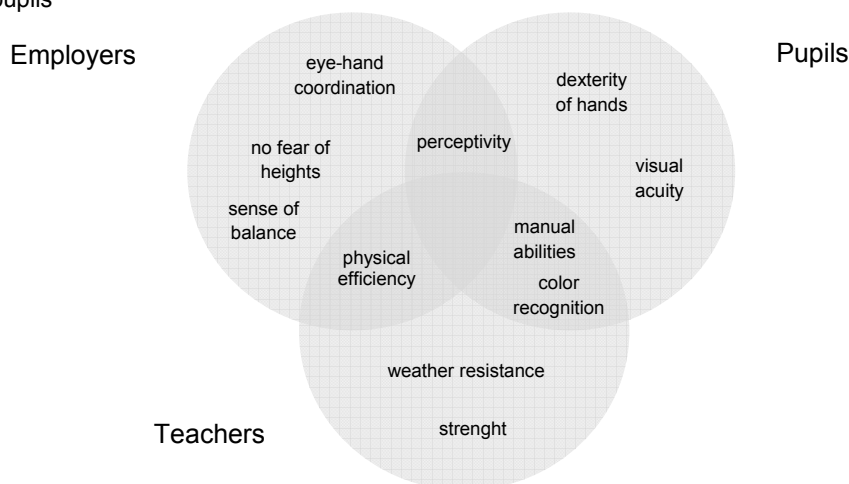 pupils
Employers
Pupils
eye-hand
coordination
dexterity
of hands
perceptivity
no fear of
heights
visual
acuity
sense of
balance
manual
abilities
physical
efficiency
color
recognition
weather resistance
strenght
Teachers